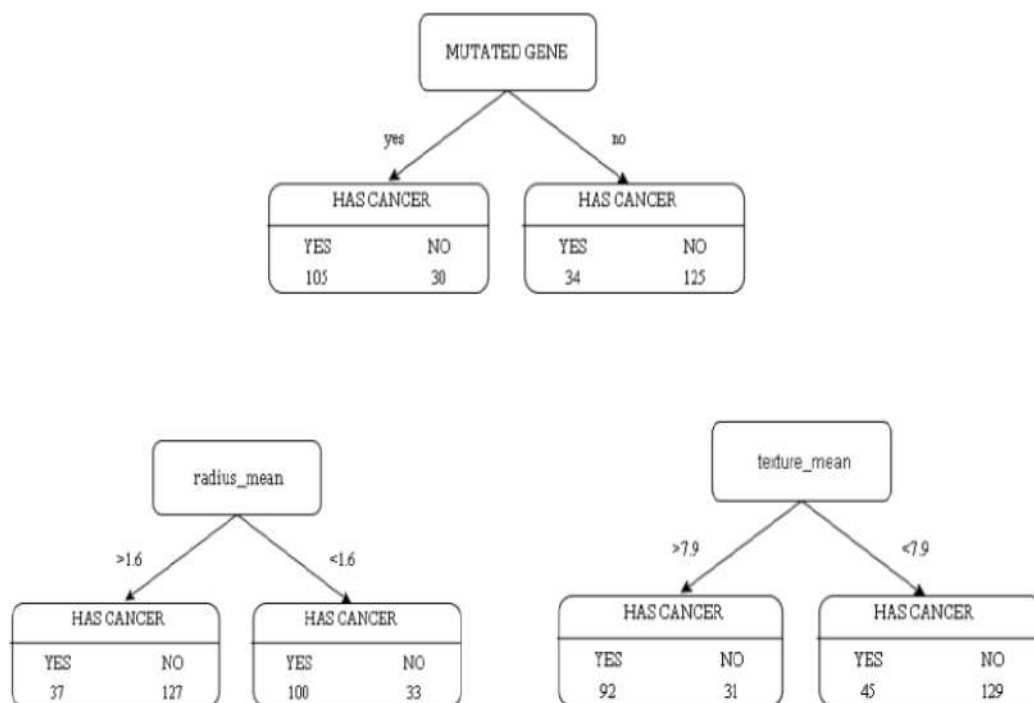 MUTATED GENE
yes no
HAS CANCER HAS CANCER
YES NO YES NO
105 30 34 125
radius_mean texture_mean
>1.6 <1.6 >7.9 <7.9
HAS CANCER HAS CANCER HAS CANCER HAS CANCER
YES NO YES NO YES NO YES NO
37 127 100 33 92 31 45 129